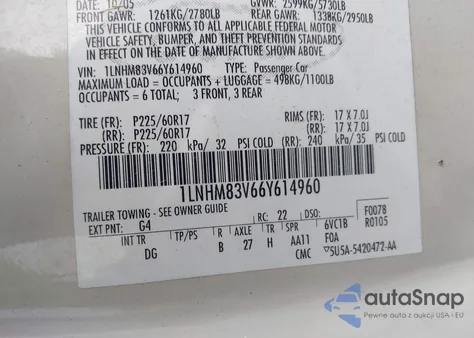 DATE: 10/05
GVWR: 2599KG/5730LB
FRONT GAWR: 1261KG/2780LB REAR GAWR: 1338KG/2950LB
THIS VEHICLE CONFORMS TO ALL APPLICABLE FEDERAL MOTOR
VEHICLE SAFETY, BUMPER, AND THEFT PREVENTION STANDARDS IN
EFFECT ON THE DATE OF MANUFACTURE SHOWN ABOVE.
VIN: 1LNHM83V66Y614960 TYPE: Passenger Car
MAXIMUM LOAD = OCCUPANTS + LUGGAGE = 498KG/1100LB
OCCUPANTS = 6 TOTAL; 3 FRONT, 3 REAR
TIRE (FR): P225/60R17 RIMS (FR): 17 X 7.0J
(RR): P225/60R17 (RR): 17 X 7.0J
PRESSURE (FR): 220 kPa/ 32 PSI COLD (RR): 240 kPa/ 35 PSI COLD
1LNHM83V66Y614960
TRAILER TOWING - SEE OWNER GUIDE
EXT PNT: G4 RC: 22 DSO: F0078
INT TR TP/PS R AXLE TR SPR 6VC1B R0105
DG B 27 H AA11 FOA
CMC 5U5A-5420472-AA
autoSnap
Pewne auta z aukcji USA i EU